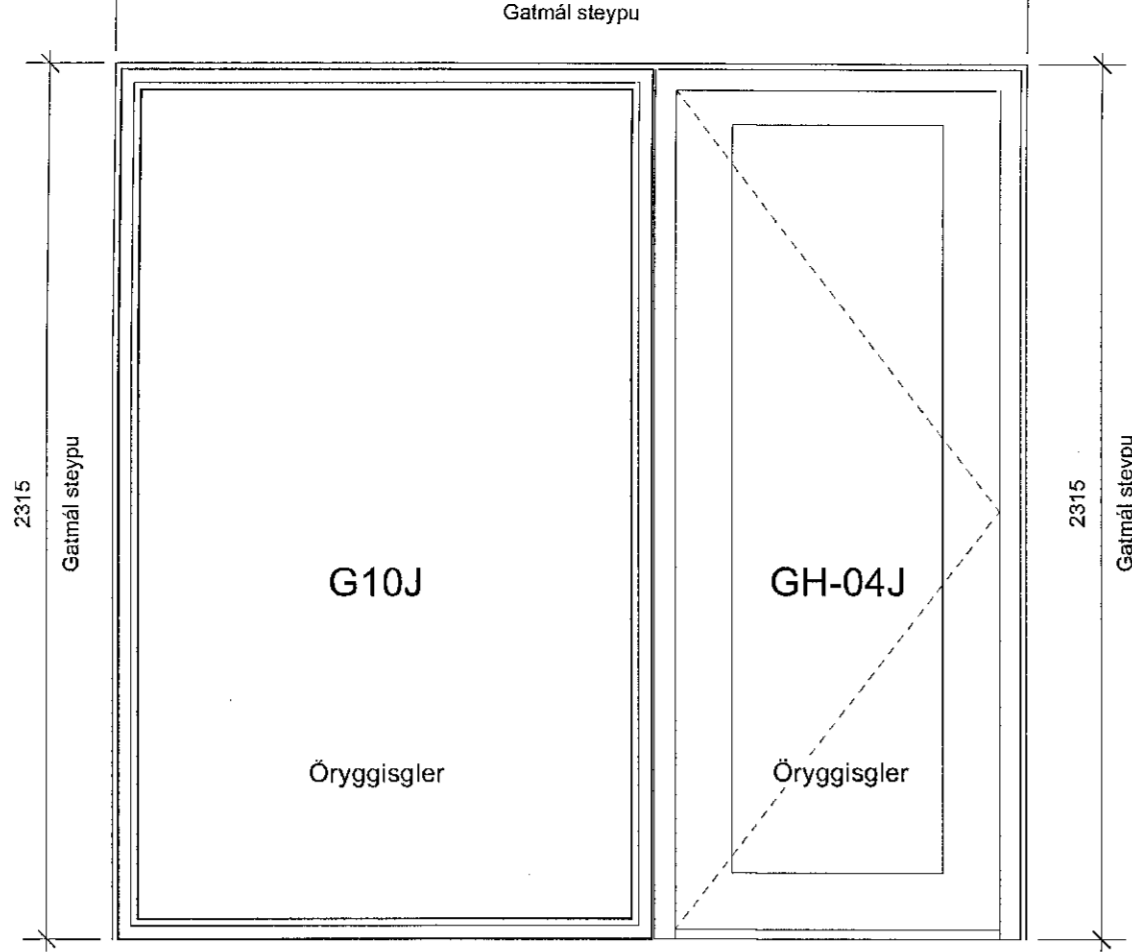 Gatmál steypu
2315
Gatmál steypu
G10J
GH-04J
Öryggisgler
Öryggisgler
2315
Gatmál steypu